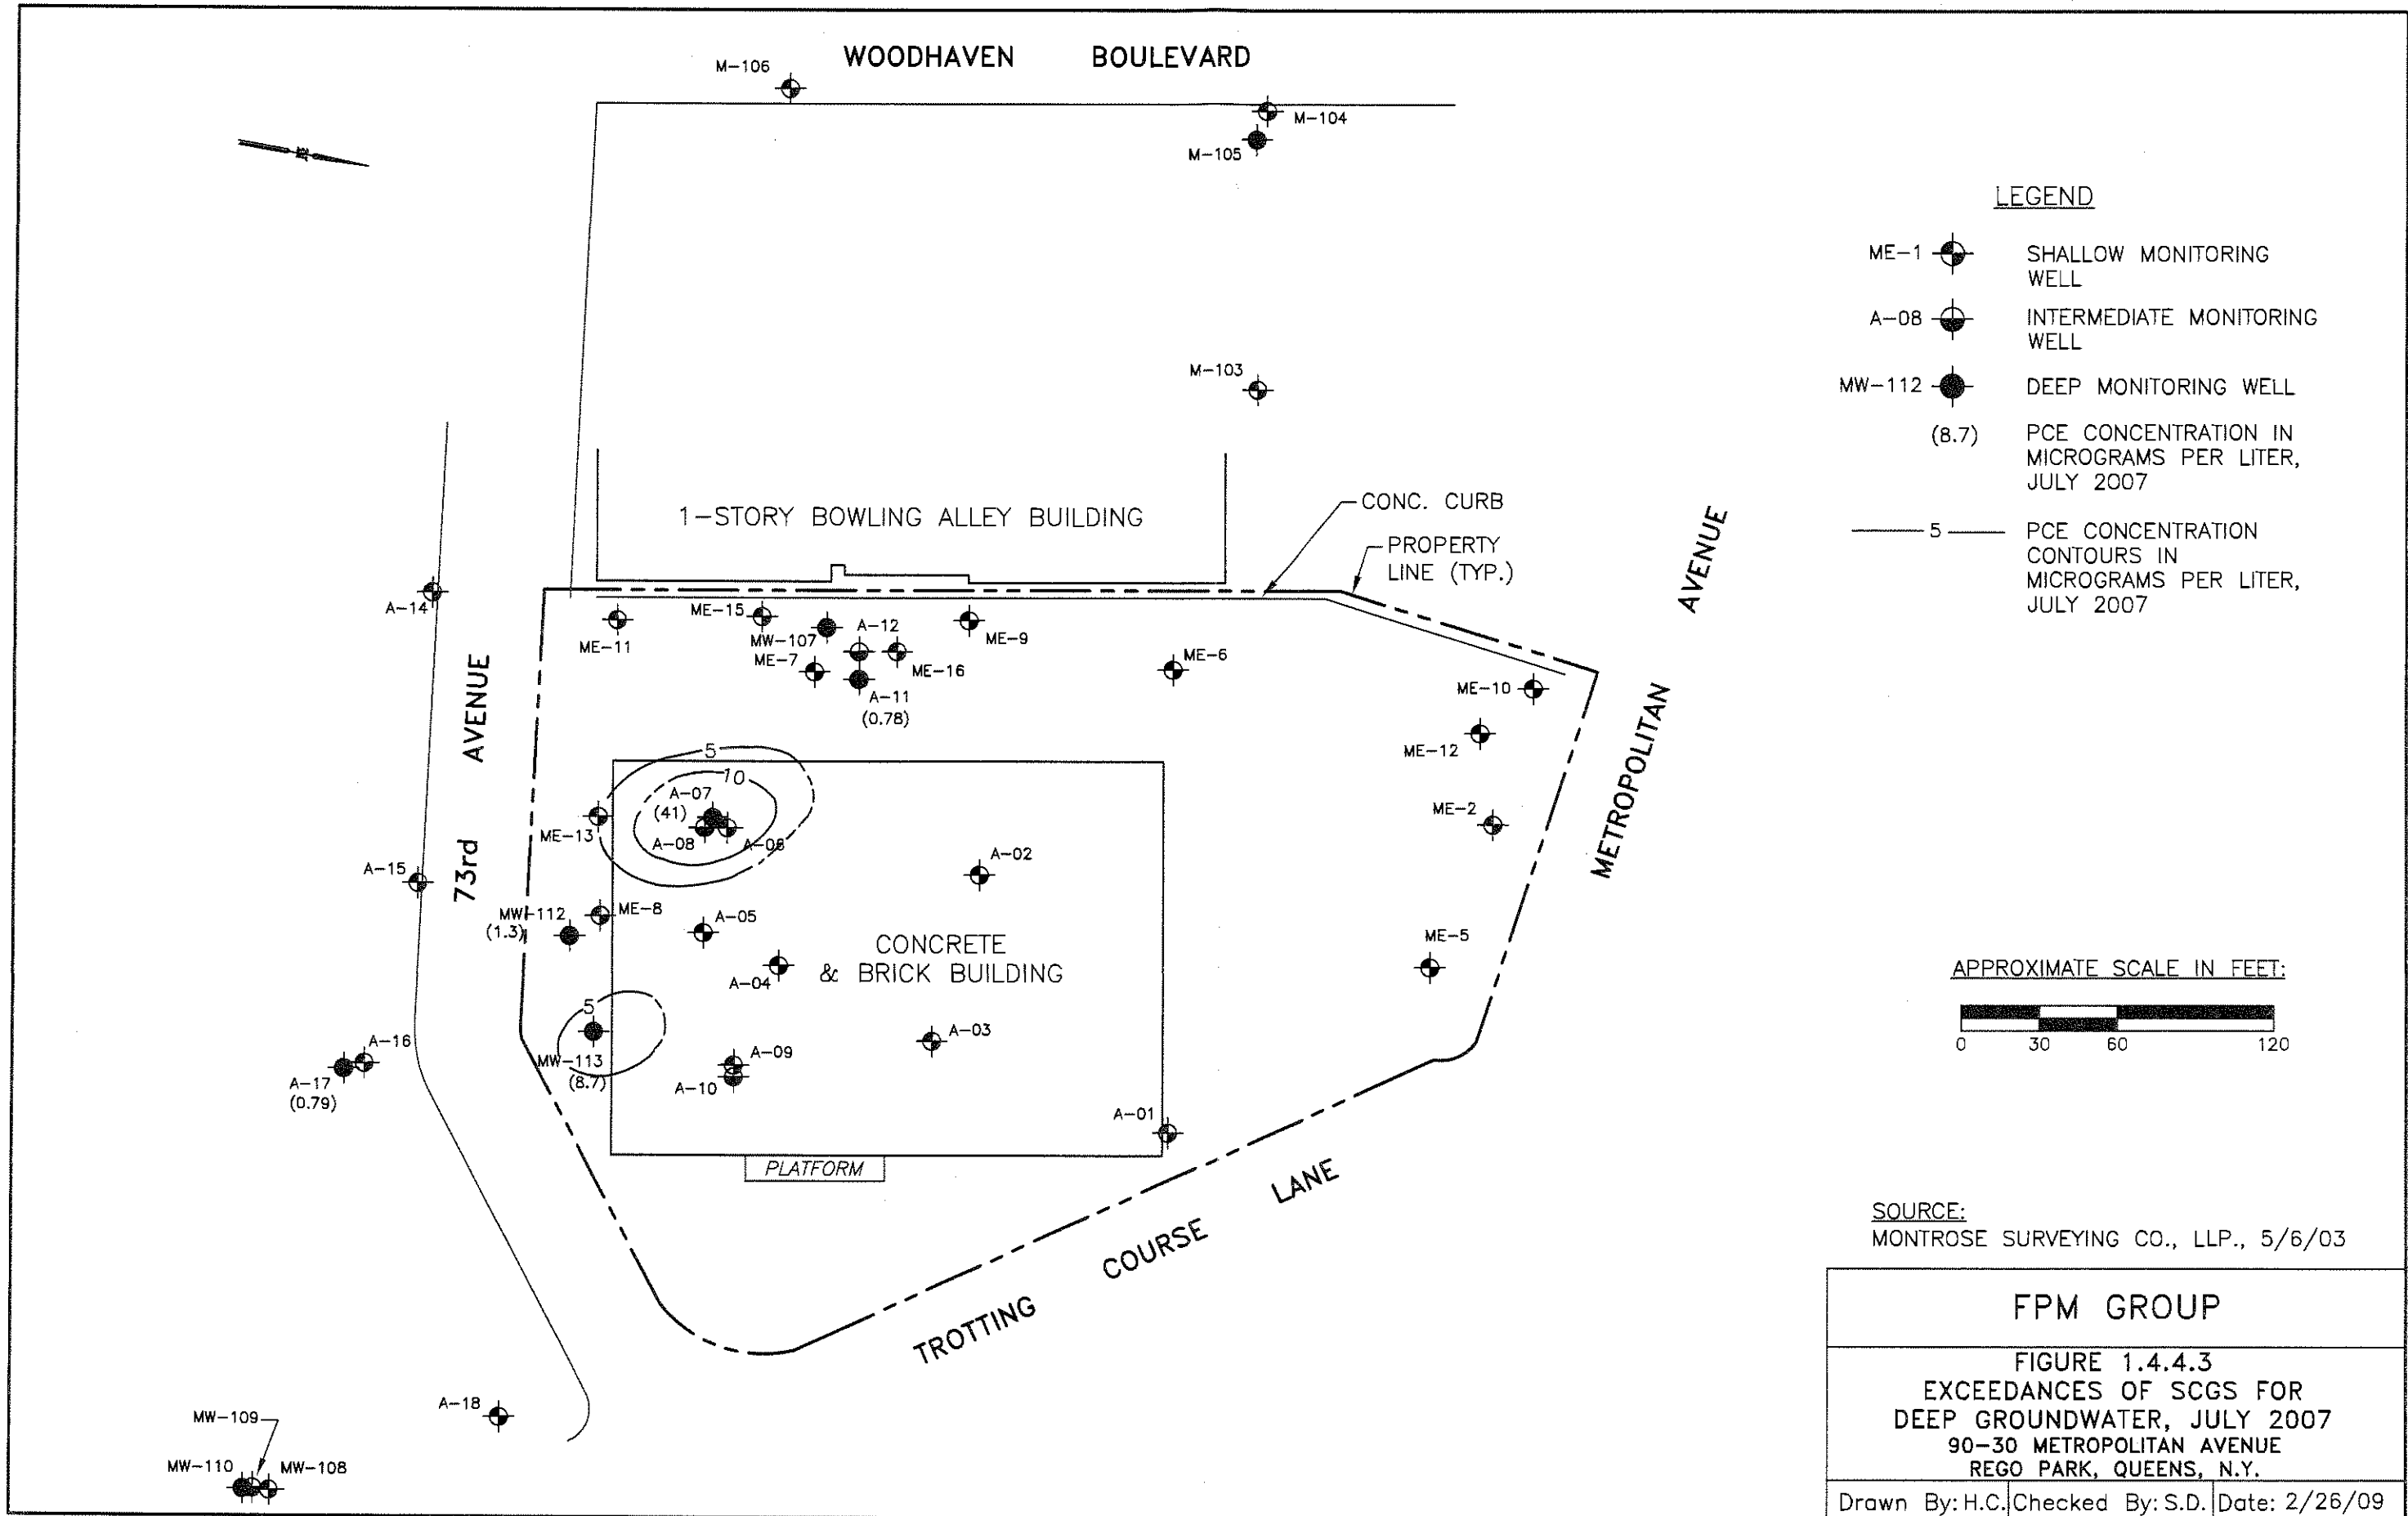 WOODHAVEN BOULEVARD
M-106
M-104
M-105
M-103
LEGEND
ME-1
SHALLOW MONITORING
WELL
A-08
INTERMEDIATE MONITORING
WELL
MW-112
DEEP MONITORING WELL
(8.7)
PCE CONCENTRATION IN
MICROGRAMS PER LITER,
JULY 2007
5
PCE CONCENTRATION
CONTOURS IN
MICROGRAMS PER LITER,
JULY 2007
1-STORY BOWLING ALLEY BUILDING
CONC. CURB
PROPERTY
LINE (TYP.)
METROPOLITAN AVENUE
73rd AVENUE
A-14
ME-11
ME-15
MW-107
A-12
ME-9
ME-7
ME-16
ME-6
A-11
(0.78)
ME-10
ME-12
ME-2
ME-5
5
10
A-07
(41)
ME-13
A-08
A-06
A-02
A-15
MW-112
(1.3)
ME-8
A-05
A-04
CONCRETE
& BRICK BUILDING
5
MW-113
(8.7)
A-09
A-10
A-03
A-16
A-17
(0.79)
A-01
PLATFORM
TROTTING COURSE LANE
A-18
MW-109
MW-110
MW-108
APPROXIMATE SCALE IN FEET:
0 30 60 120
SOURCE:
MONTROSE SURVEYING CO., LLP., 5/6/03
FPM GROUP
FIGURE 1.4.4.3
EXCEEDANCES OF SCGS FOR
DEEP GROUNDWATER, JULY 2007
90-30 METROPOLITAN AVENUE
REGO PARK, QUEENS, N.Y.
Drawn By: H.C. Checked By: S.D. Date: 2/26/09